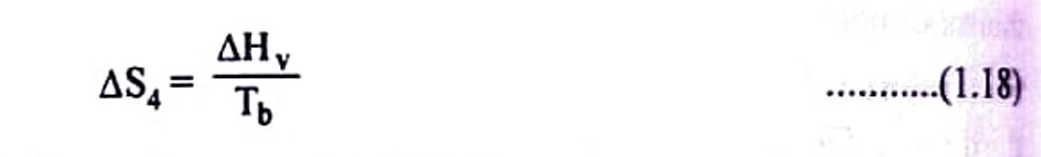 ΔS₄ = ΔHᵥ / T_b ...........(1.18)